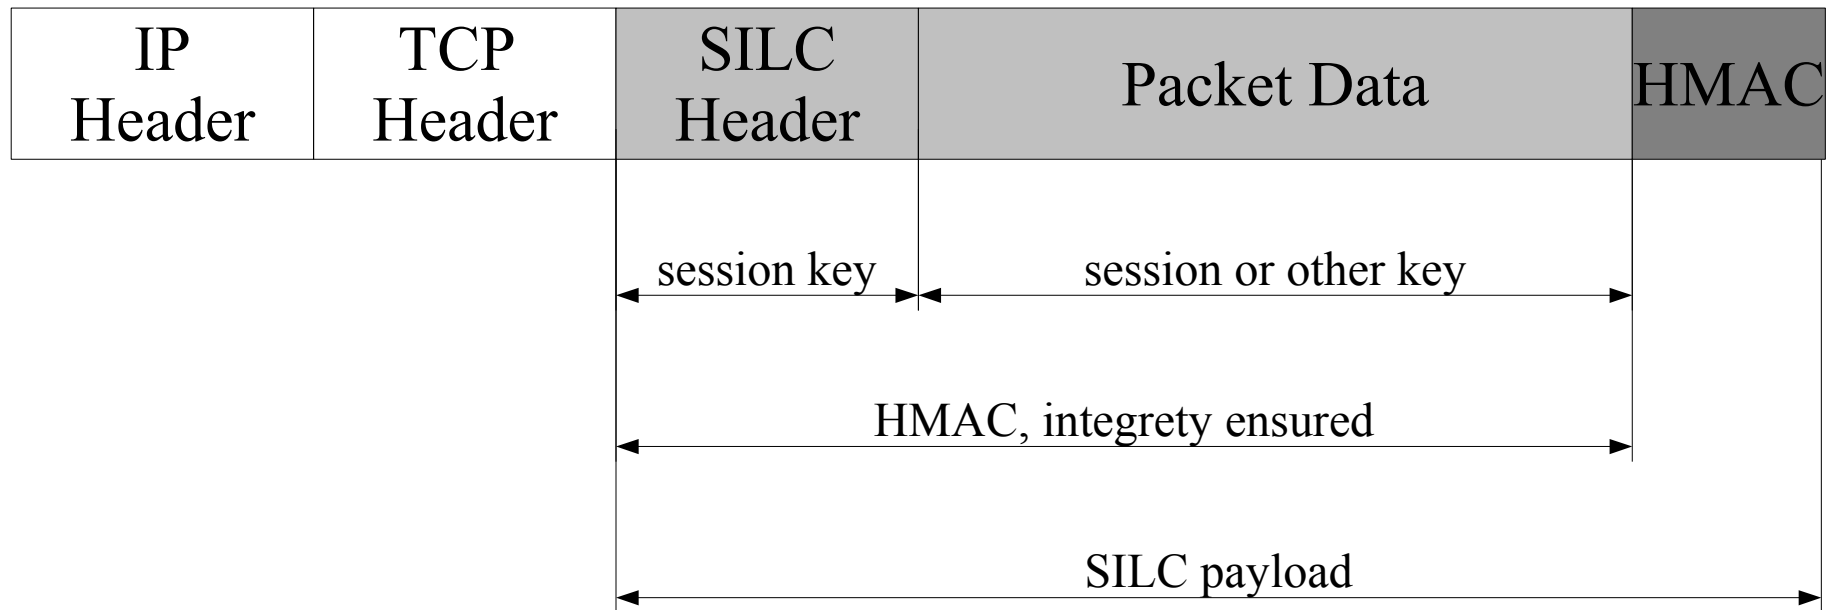 IP
Header
TCP
Header
SILC
Header
Packet Data
HMAC
session key
session or other key
HMAC, integrety ensured
SILC payload